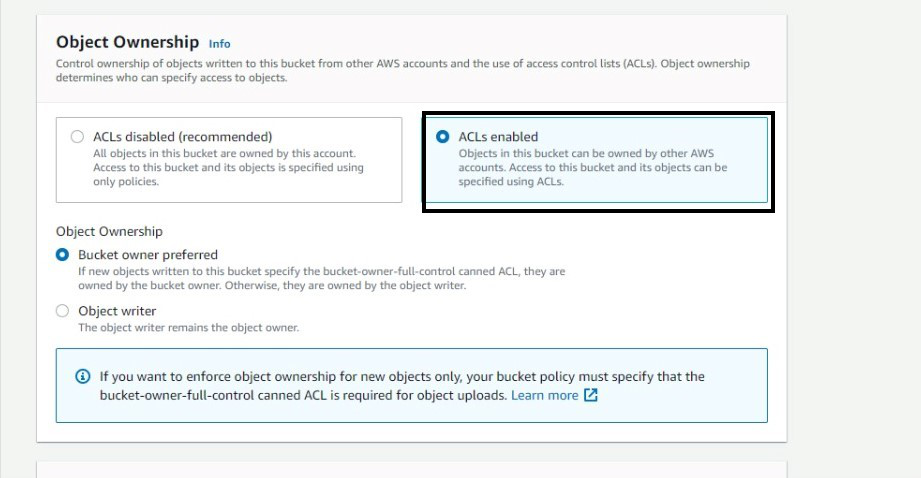 Object Ownership Info
Control ownership of objects written to this bucket from other AWS accounts and the use of access control lists (ACLs). Object ownership
determines who can specify access to objects.
ACLs disabled (recommended)
All objects in this bucket are owned by this account.
Access to this bucket and its objects is specified using
only policies.
ACLs enabled
Objects in this bucket can be owned by other AWS
accounts. Access to this bucket and its objects can be
specified using ACLs.
Object Ownership
Bucket owner preferred
If new objects written to this bucket specify the bucket-owner-full-control canned ACL, they are
owned by the bucket owner. Otherwise, they are owned by the object writer.
Object writer
The object writer remains the object owner.
If you want to enforce object ownership for new objects only, your bucket policy must specify that the
bucket-owner-full-control canned ACL is required for object uploads. Learn more